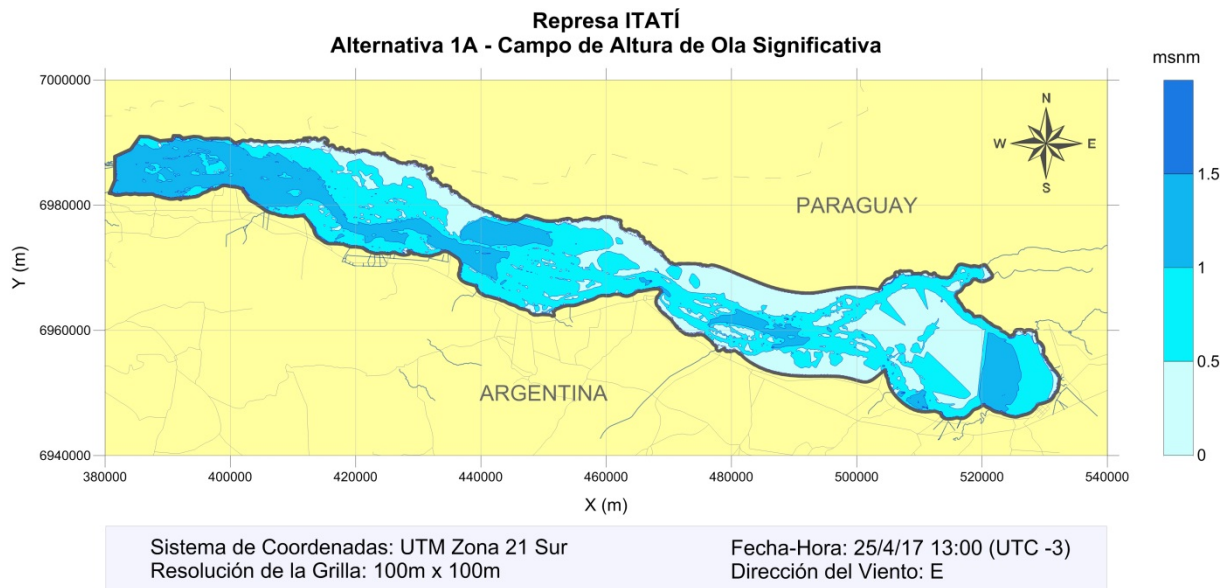 Represa ITATÍ
Alternativa 1A - Campo de Altura de Ola Significativa
msnm
7000000
6980000
6960000
6940000
Y (m)
N
W
E
S
PARAGUAY
ARGENTINA
1.5
1
0.5
0
380000 400000 420000 440000 460000 480000 500000 520000 540000
X (m)
Sistema de Coordenadas: UTM Zona 21 Sur
Resolución de la Grilla: 100m x 100m
Fecha-Hora: 25/4/17 13:00 (UTC -3)
Dirección del Viento: E